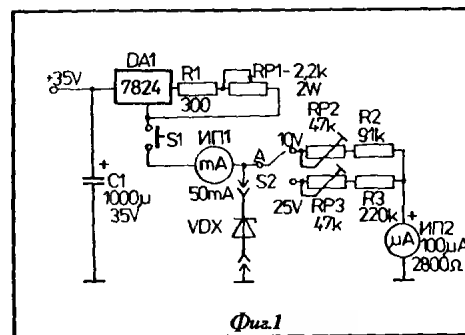 DA1
+35V
7824
R1
300
RP1-2,2k
2W
S1
ИП1
mA
50mA
A
S2
10V
RP2
47k
R2
91k
25V
RP3
47k
R3
220k
C1
1000µ
35V
+
VDX
ИП2
+
µA
100µA
2800Ω
Фиг.1